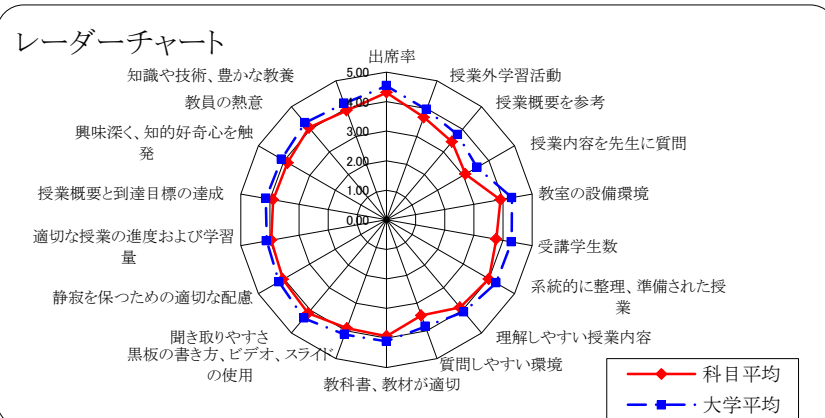 レーダーチャート
出席率
授業外学習活動
授業概要を参考
授業内容を先生に質問
教室の設備環境
受講学生数
系統的に整理、準備された授
業
理解しやすい授業内容
質問しやすい環境
教科書、教材が適切
黒板の書き方、ビデオ、スライド
の使用
聞き取りやすさ
静寂を保つための適切な配慮
適切な授業の進度および学習
量
授業概要と到達目標の達成
興味深く、知的好奇心を触
発
教員の熱意
知識や技術、豊かな教養
5.00
4.00
3.00
2.00
1.00
0.00
科目平均
大学平均